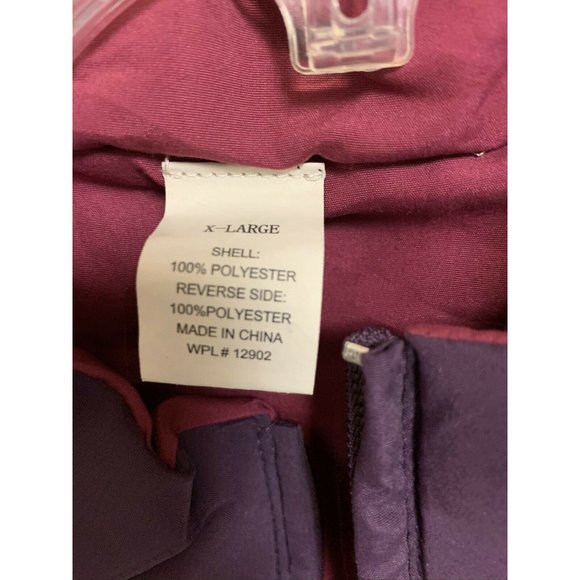 X-LARGE
SHELL:
100% POLYESTER
REVERSE SIDE:
100%POLYESTER
MADE IN CHINA
WPL# 12902